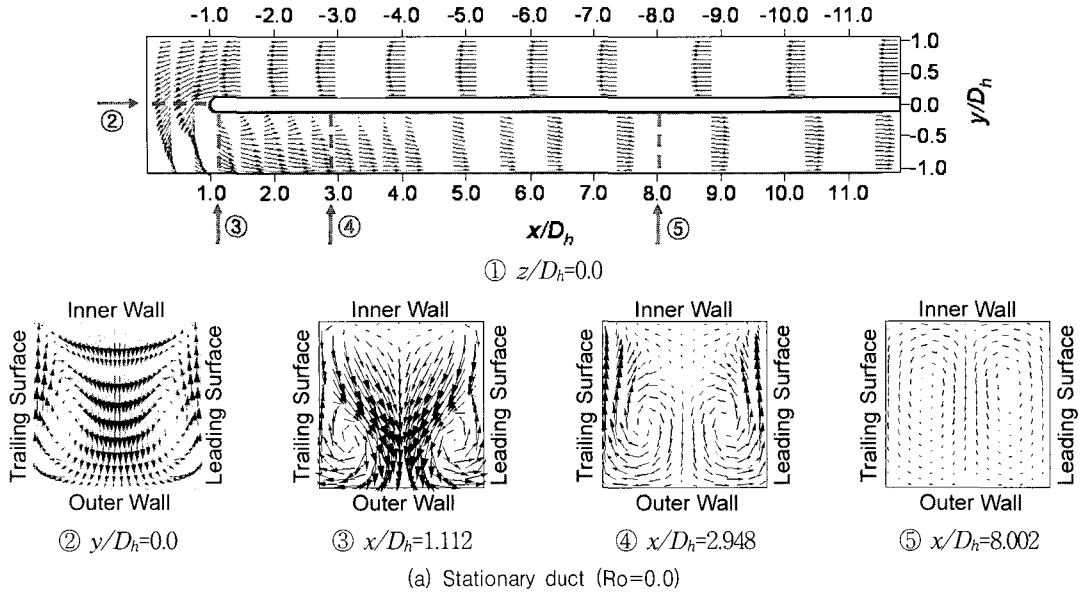 -1.0 -2.0 -3.0 -4.0 -5.0 -6.0 -7.0 -8.0 -9.0 -10.0 -11.0
1.0
0.5
0.0
-0.5
-1.0
y/Dh
②
1.0 2.0 3.0 4.0 5.0 6.0 7.0 8.0 9.0 10.0 11.0
③ ④ x/Dh ⑤
① z/Dh=0.0
Inner Wall Inner Wall Inner Wall Inner Wall
Trailing Surface Leading Surface Trailing Surface Leading Surface Trailing Surface Leading Surface Trailing Surface Leading Surface
Outer Wall Outer Wall Outer Wall Outer Wall
② y/Dh=0.0 ③ x/Dh=1.112 ④ x/Dh=2.948 ⑤ x/Dh=8.002
(a) Stationary duct (Ro=0.0)